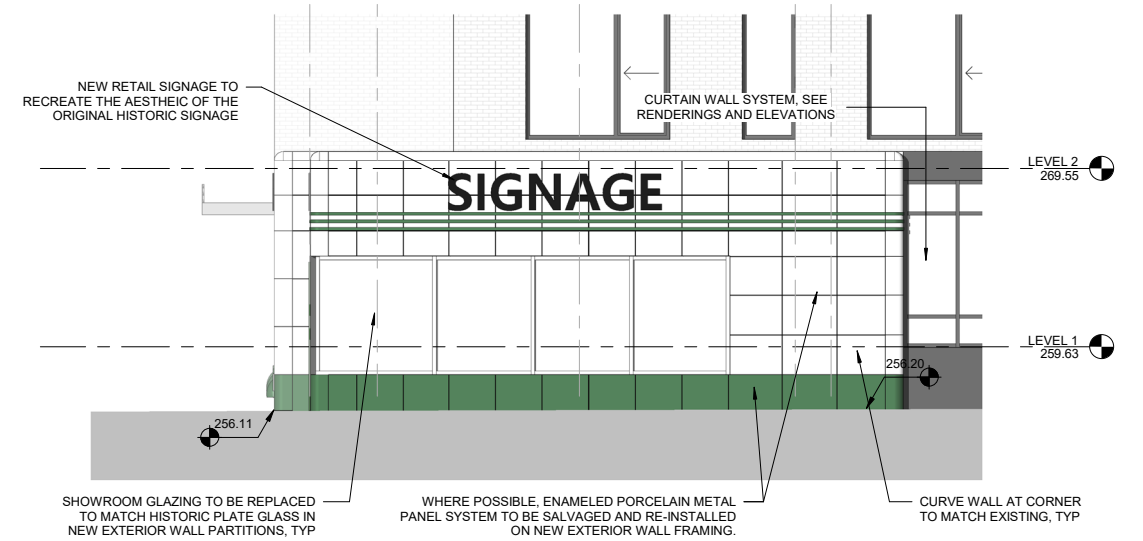 NEW RETAIL SIGNAGE TO
RECREATE THE AESTHEIC OF THE
ORIGINAL HISTORIC SIGNAGE
CURTAIN WALL SYSTEM, SEE
RENDERINGS AND ELEVATIONS
LEVEL 2
269.55
SIGNAGE
LEVEL 1
259.63
256.20
256.11
SHOWROOM GLAZING TO BE REPLACED
TO MATCH HISTORIC PLATE GLASS IN
NEW EXTERIOR WALL PARTITIONS, TYP
WHERE POSSIBLE, ENAMELED PORCELAIN METAL
PANEL SYSTEM TO BE SALVAGED AND RE-INSTALLED
ON NEW EXTERIOR WALL FRAMING.
CURVE WALL AT CORNER
TO MATCH EXISTING, TYP